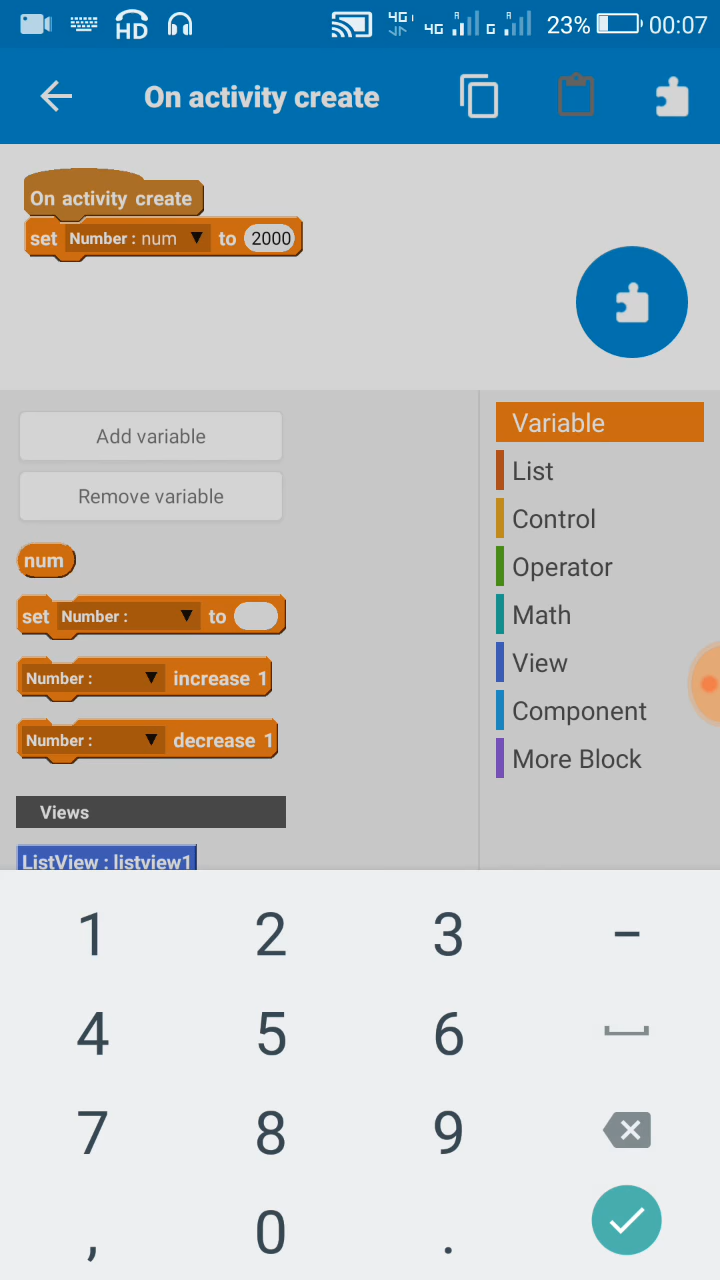 HD 4G 4G R G R 23% 00:07
On activity create
On activity create
set Number : num ▼ to 2000
Add variable
Remove variable
num
set Number : ▼ to
Number : ▼ increase 1
Number : ▼ decrease 1
Views
ListView : listview1
Variable
List
Control
Operator
Math
View
Component
More Block
1 2 3 –
4 5 6
7 8 9
, 0 .